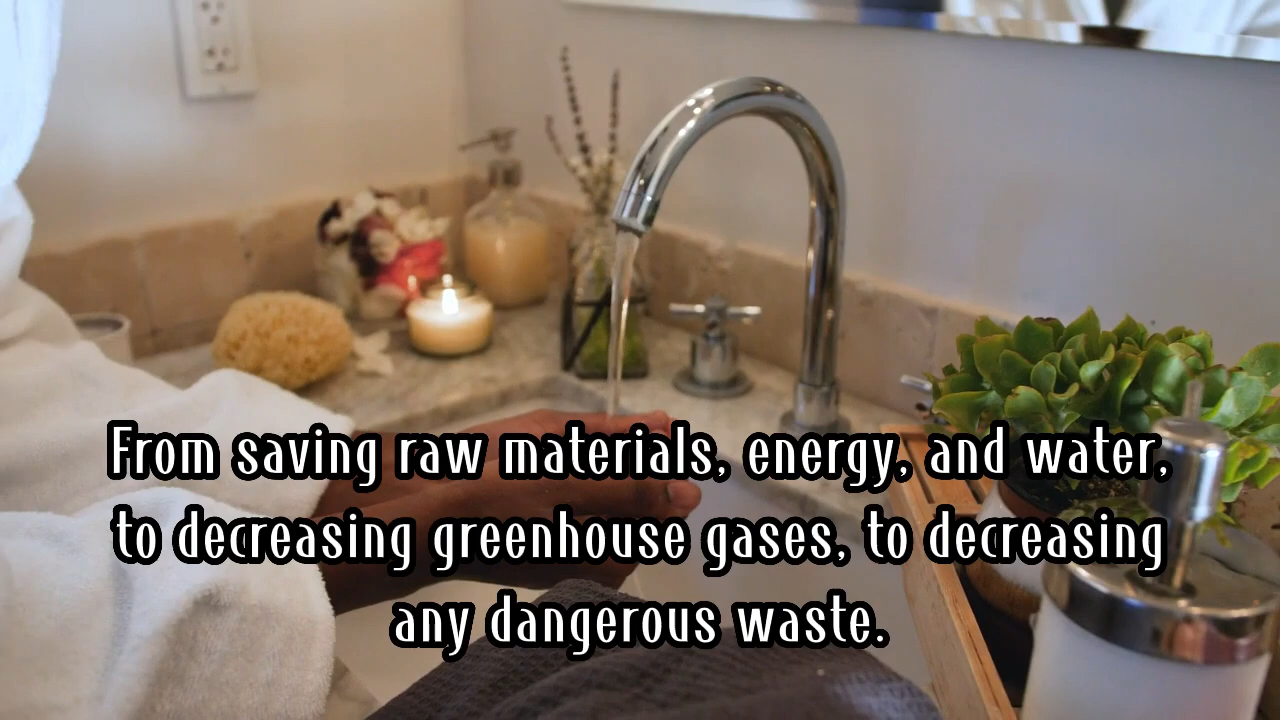 From saving raw materials, energy, and water,
to decreasing greenhouse gases, to decreasing
any dangerous waste.